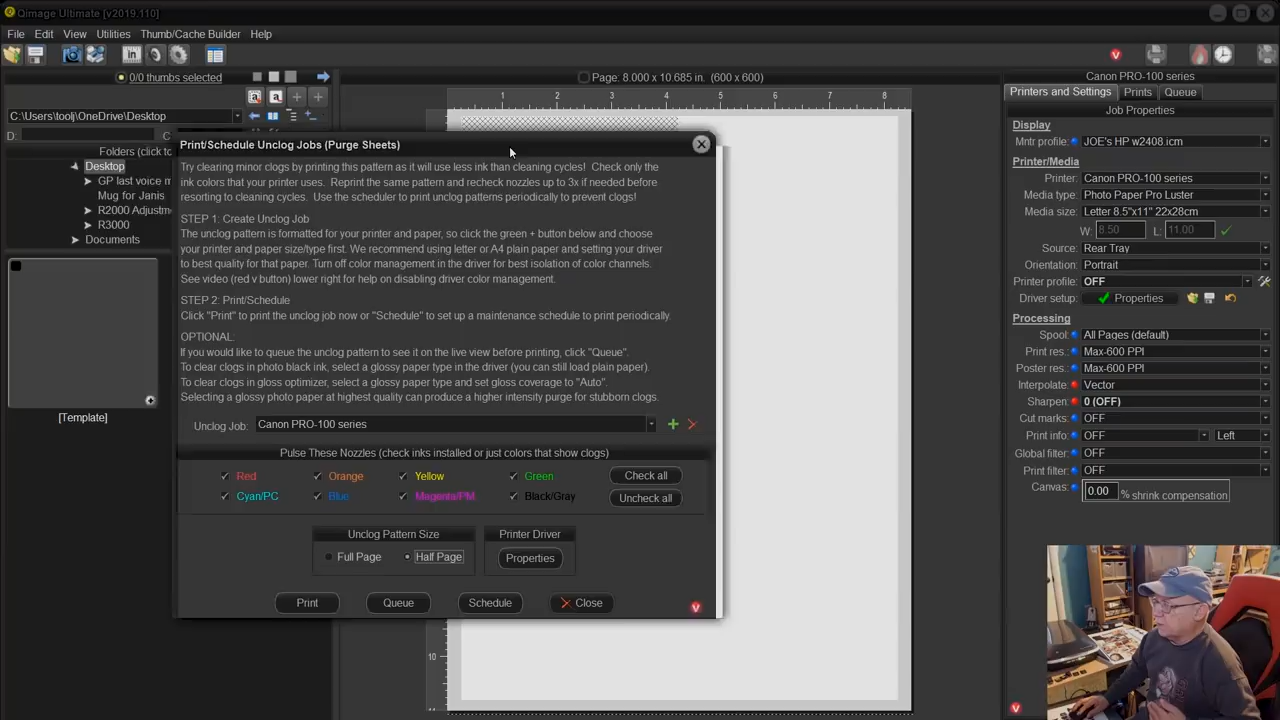 Qimage Ultimate (v2019.110)
File Edit View Utilities Thumb/Cache Builder Help
0/0 thumbs selected
C:\Users\toolj\OneDrive\Desktop
D: C
Folders (click to
Desktop
GP last voice m
Mug for Janis
R2000 Adjustm
R3000
Documents
[Template]
Page: 8.000 x 10.685 in. (600 x 600)
1 2 3 4 5 6 7 8
10
11
Print/Schedule Unclog Jobs (Purge Sheets)
Try clearing minor clogs by printing this pattern as it will use less ink than cleaning cycles! Check only the
ink colors that your printer uses. Reprint the same pattern and recheck nozzles up to 3x if needed before
resorting to cleaning cycles. Use the scheduler to print unclog patterns periodically to prevent clogs!
STEP 1: Create Unclog Job
The unclog pattern is formatted for your printer and paper, so click the green + button below and choose
your printer and paper size/type first. We recommend using letter or A4 plain paper and setting your driver
to best quality for that paper. Turn off color management in the driver for best isolation of color channels.
See video (red v button) lower right for help on disabling driver color management.
STEP 2: Print/Schedule
Click "Print" to print the unclog job now or "Schedule" to set up a maintenance schedule to print periodically.
OPTIONAL:
If you would like to queue the unclog pattern to see it on the live view before printing, click "Queue".
To clear clogs in photo black ink, select a glossy paper type in the driver (you can still load plain paper).
To clear clogs in gloss optimizer, select a glossy paper type and set gloss coverage to "Auto".
Selecting a glossy photo paper at highest quality can produce a higher intensity purge for stubborn clogs.
Unclog Job: Canon PRO-100 series
Pulse These Nozzles (check inks installed or just colors that show clogs)
Red Orange Yellow Green Check all
Cyan/PC Blue Magenta/PM Black/Gray Uncheck all
Unclog Pattern Size Printer Driver
Full Page Half Page Properties
Print Queue Schedule Close
Canon PRO-100 series
Printers and Settings Prints Queue
Job Properties
Display
Mntr profile: JOE's HP w2408.icm
Printer/Media
Printer: Canon PRO-100 series
Media type: Photo Paper Pro Luster
Media size: Letter 8.5"x11" 22x28cm
W: 8.50 L: 11.00
Source: Rear Tray
Orientation: Portrait
Printer profile: OFF
Driver setup: Properties
Processing
Spool: All Pages (default)
Print res.: Max-600 PPI
Poster res.: Max-600 PPI
Interpolate: Vector
Sharpen: 0 (OFF)
Cut marks: OFF
Print info: OFF Left
Global filter: OFF
Print filter: OFF
Canvas: 0.00 % shrink compensation